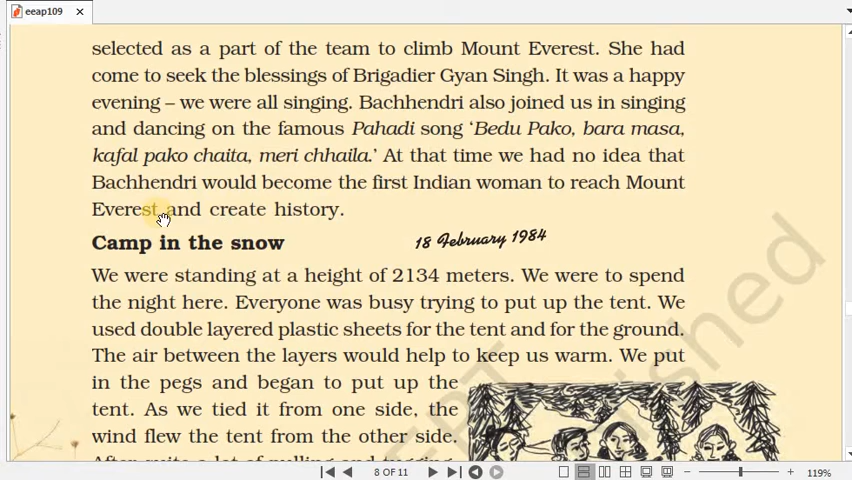 eeap109
selected as a part of the team to climb Mount Everest. She had
come to seek the blessings of Brigadier Gyan Singh. It was a happy
evening – we were all singing. Bachhendri also joined us in singing
and dancing on the famous Pahadi song ‘Bedu Pako, bara masa,
kafal pako chaita, meri chhaila.’ At that time we had no idea that
Bachhendri would become the first Indian woman to reach Mount
Everest and create history.
Camp in the snow
18 February 1984
We were standing at a height of 2134 meters. We were to spend
the night here. Everyone was busy trying to put up the tent. We
used double layered plastic sheets for the tent and for the ground.
The air between the layers would help to keep us warm. We put
in the pegs and began to put up the
tent. As we tied it from one side, the
wind flew the tent from the other side.
8 OF 11
119%